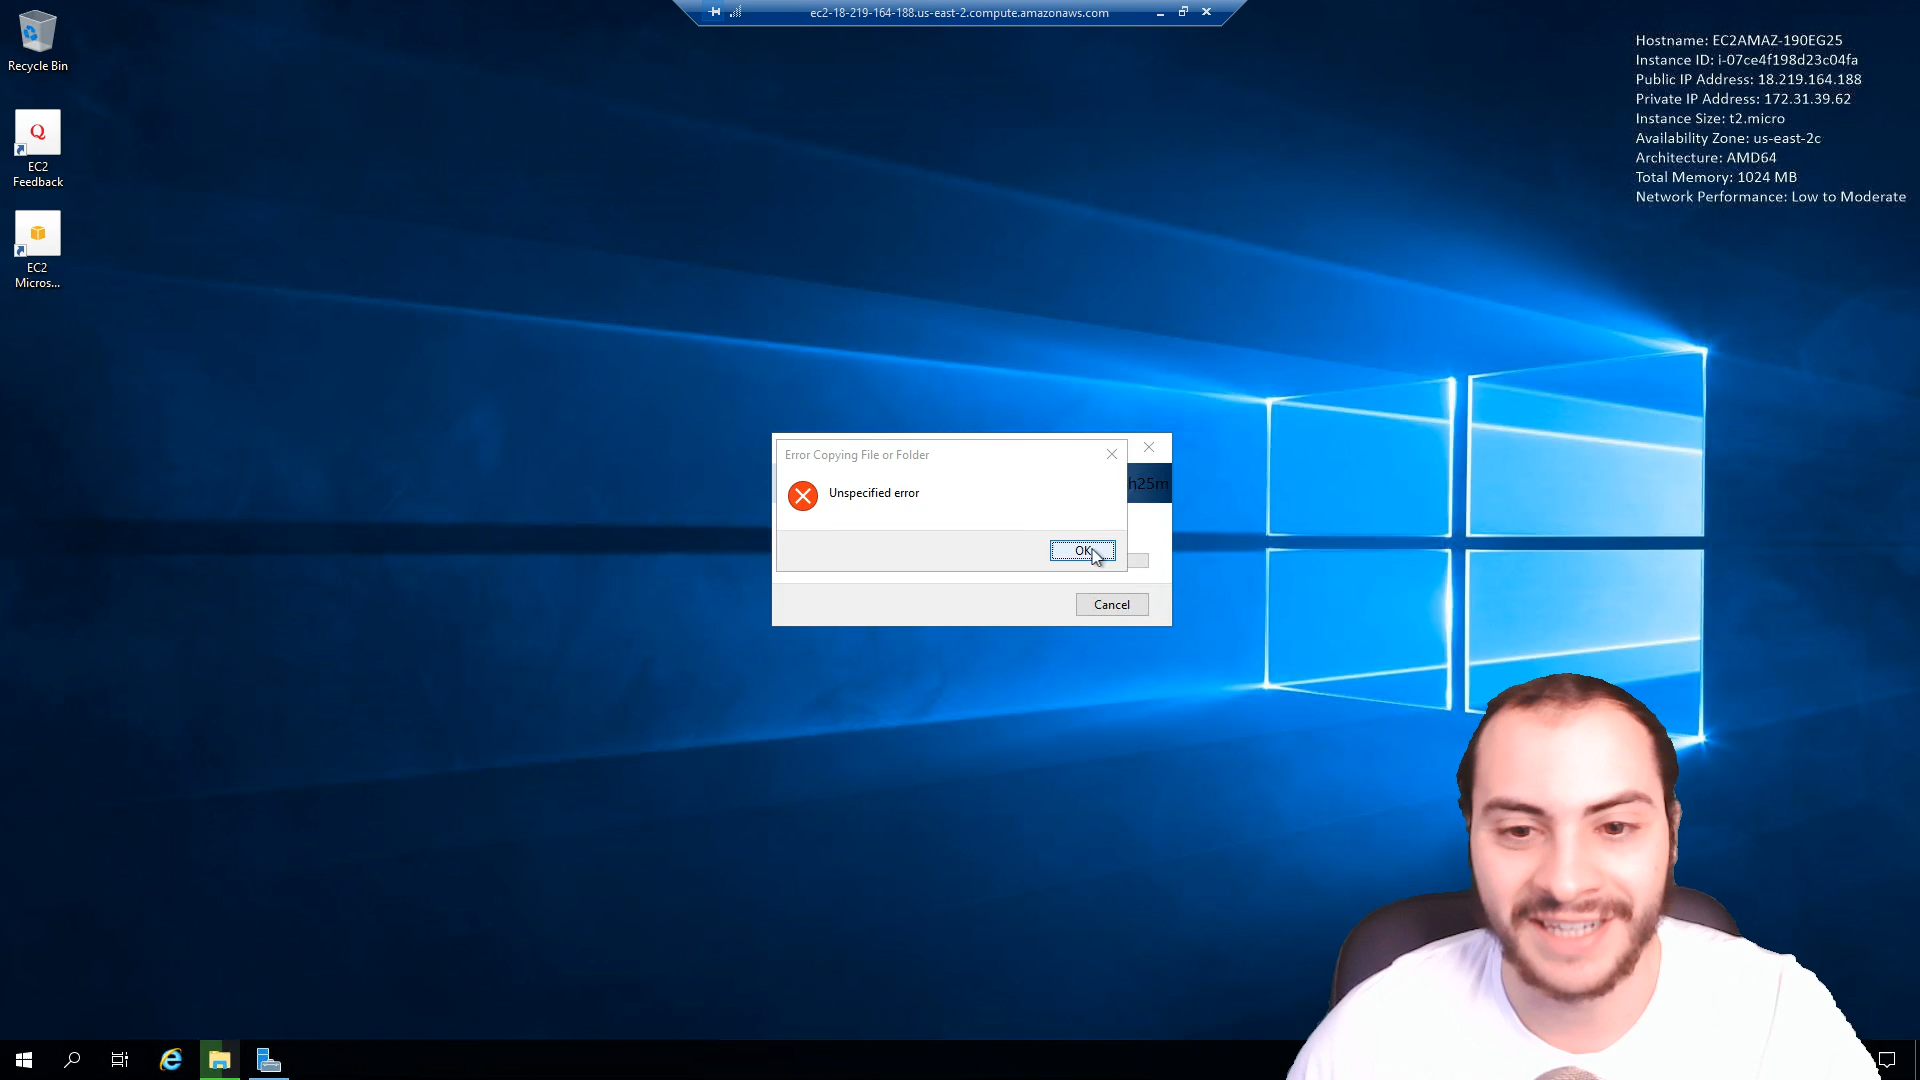 ec2-18-219-164-188.us-east-2.compute.amazonaws.com
Hostname: EC2AMAZ-190EG25
Instance ID: i-07ce4f198d23c04fa
Public IP Address: 18.219.164.188
Private IP Address: 172.31.39.62
Instance Size: t2.micro
Availability Zone: us-east-2c
Architecture: AMD64
Total Memory: 1024 MB
Network Performance: Low to Moderate
Recycle Bin
EC2
Feedback
EC2
Micros...
Error Copying File or Folder
h25m
Unspecified error
OK
Cancel